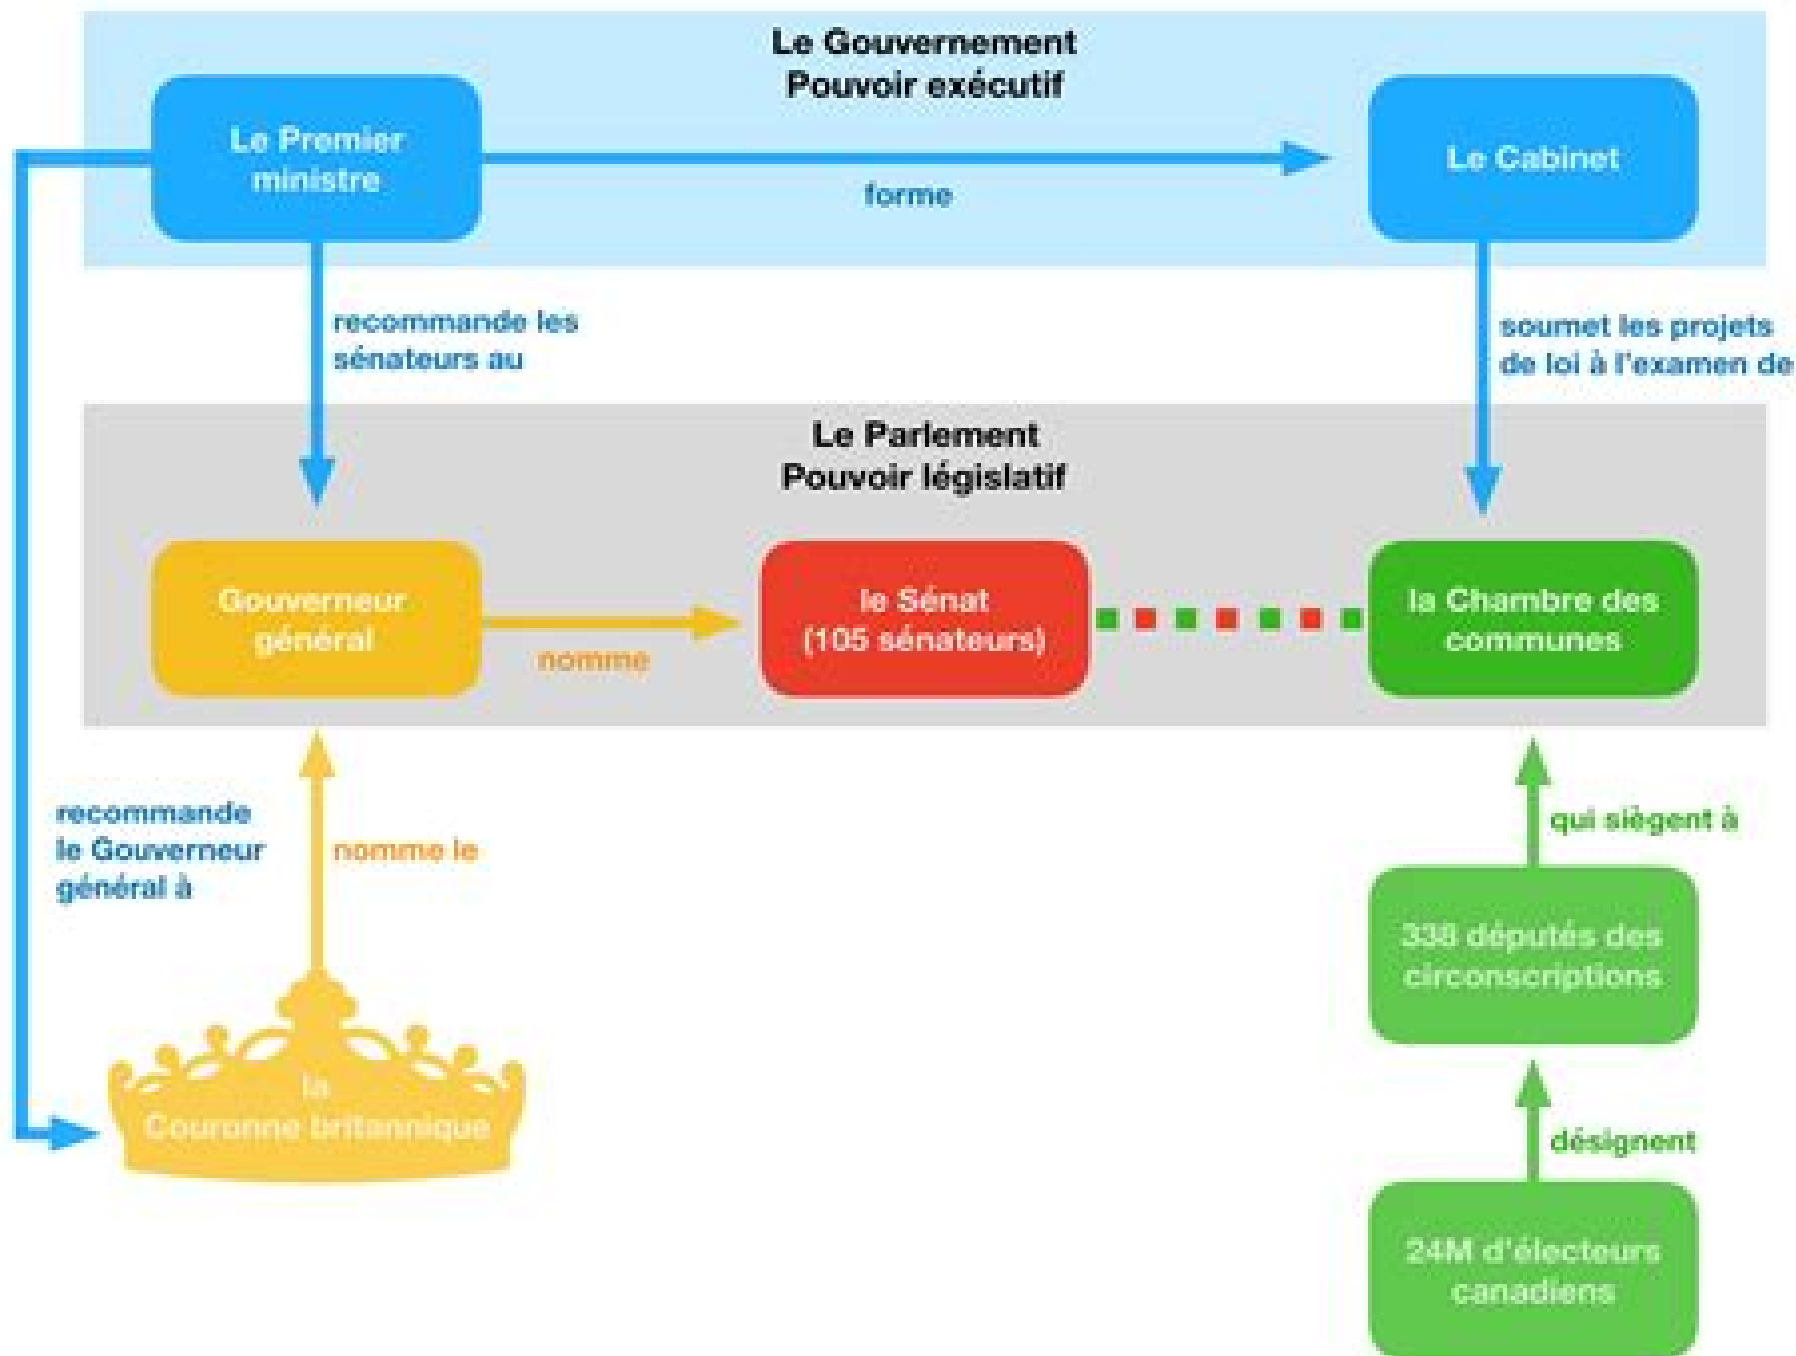 Le Gouvernement
Pouvoir exécutif
Le Premier
ministre
forme
Le Cabinet
recommande les
sénateurs au
soumet les projets
de loi à l'examen de
Le Parlement
Pouvoir législatif
Gouverneur
général
nomme
le Sénat
(105 sénateurs)
la Chambre des
communes
recommande
le Gouverneur
général à
nomme le
qui siègent à
338 députés des
circonscriptions
la
Couronne britannique
désignent
24M d'électeurs
canadiens